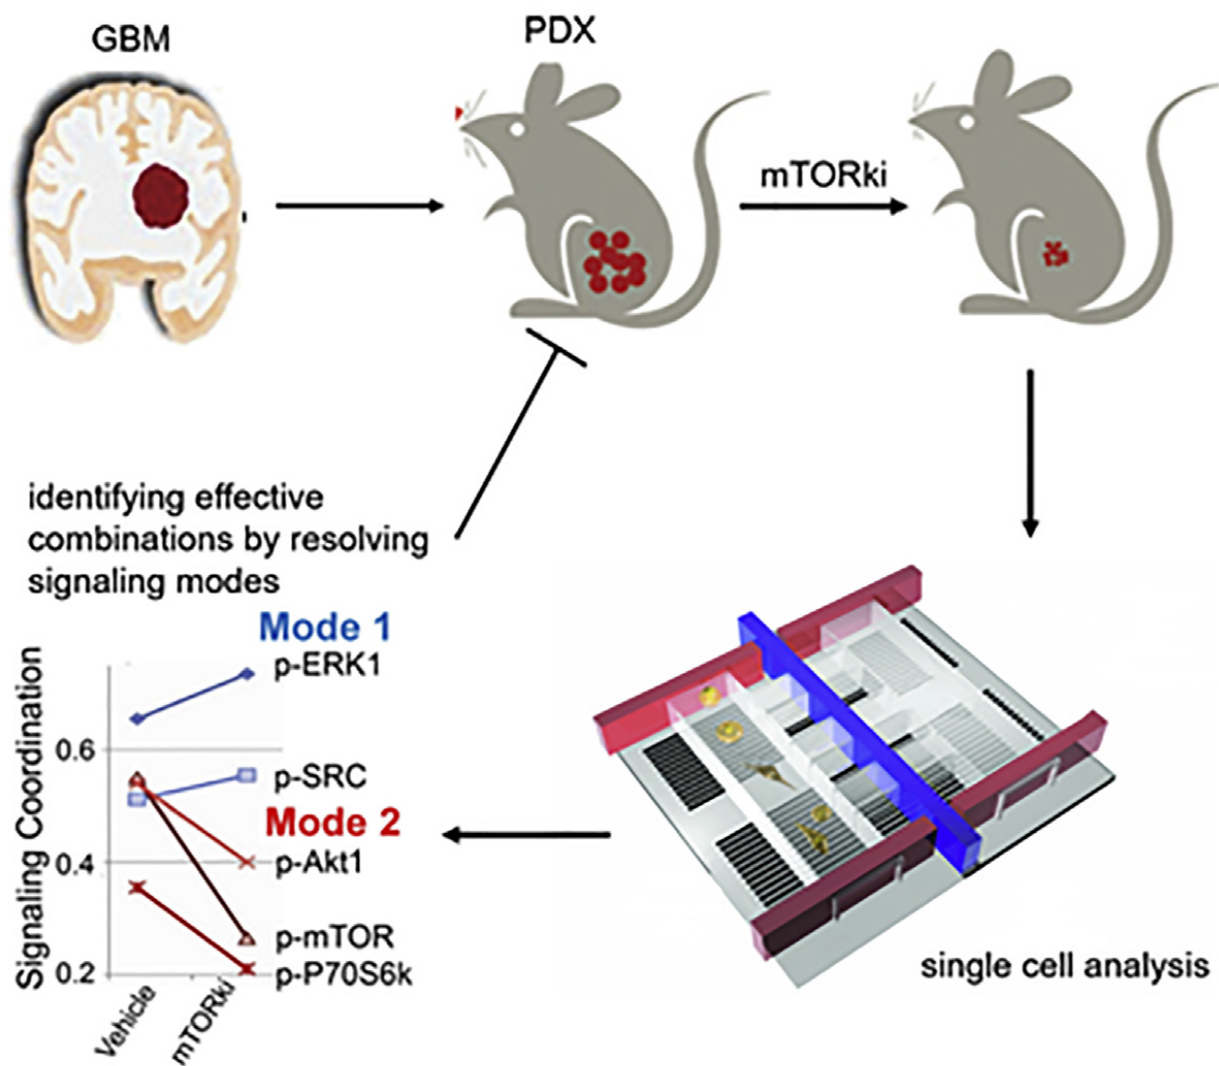 GBM
PDX
mTORki
identifying effective
combinations by resolving
signaling modes
Mode 1
p-ERK1
0.6
p-SRC
Mode 2
0.4
p-Akt1
p-mTOR
0.2
p-P70S6k
Signaling Coordination
Vehicle
mTORki
single cell analysis